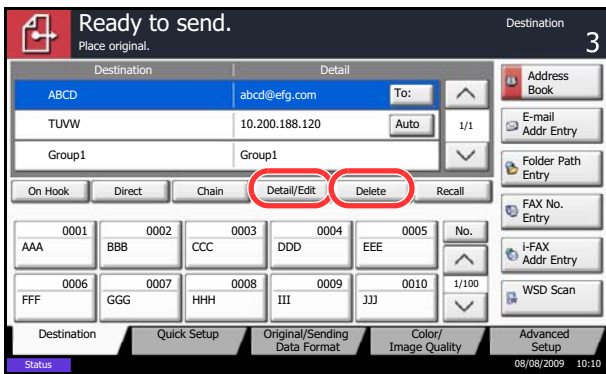 Ready to send.
Place original.
Destination
3
Destination Detail
ABCD abcd@efg.com To:
TUVW 10.200.188.120 Auto 1/1
Group1 Group1
On Hook Direct Chain Detail/Edit Delete Recall
0001 0002 0003 0004 0005 No.
AAA BBB CCC DDD EEE
0006 0007 0008 0009 0010 1/100
FFF GGG HHH III JJJ
Address
Book
E-mail
Addr Entry
Folder Path
Entry
FAX No.
Entry
i-FAX
Addr Entry
WSD Scan
Destination Quick Setup Original/Sending
Data Format Color/
Image Quality Advanced
Setup
Status 08/08/2009 10:10